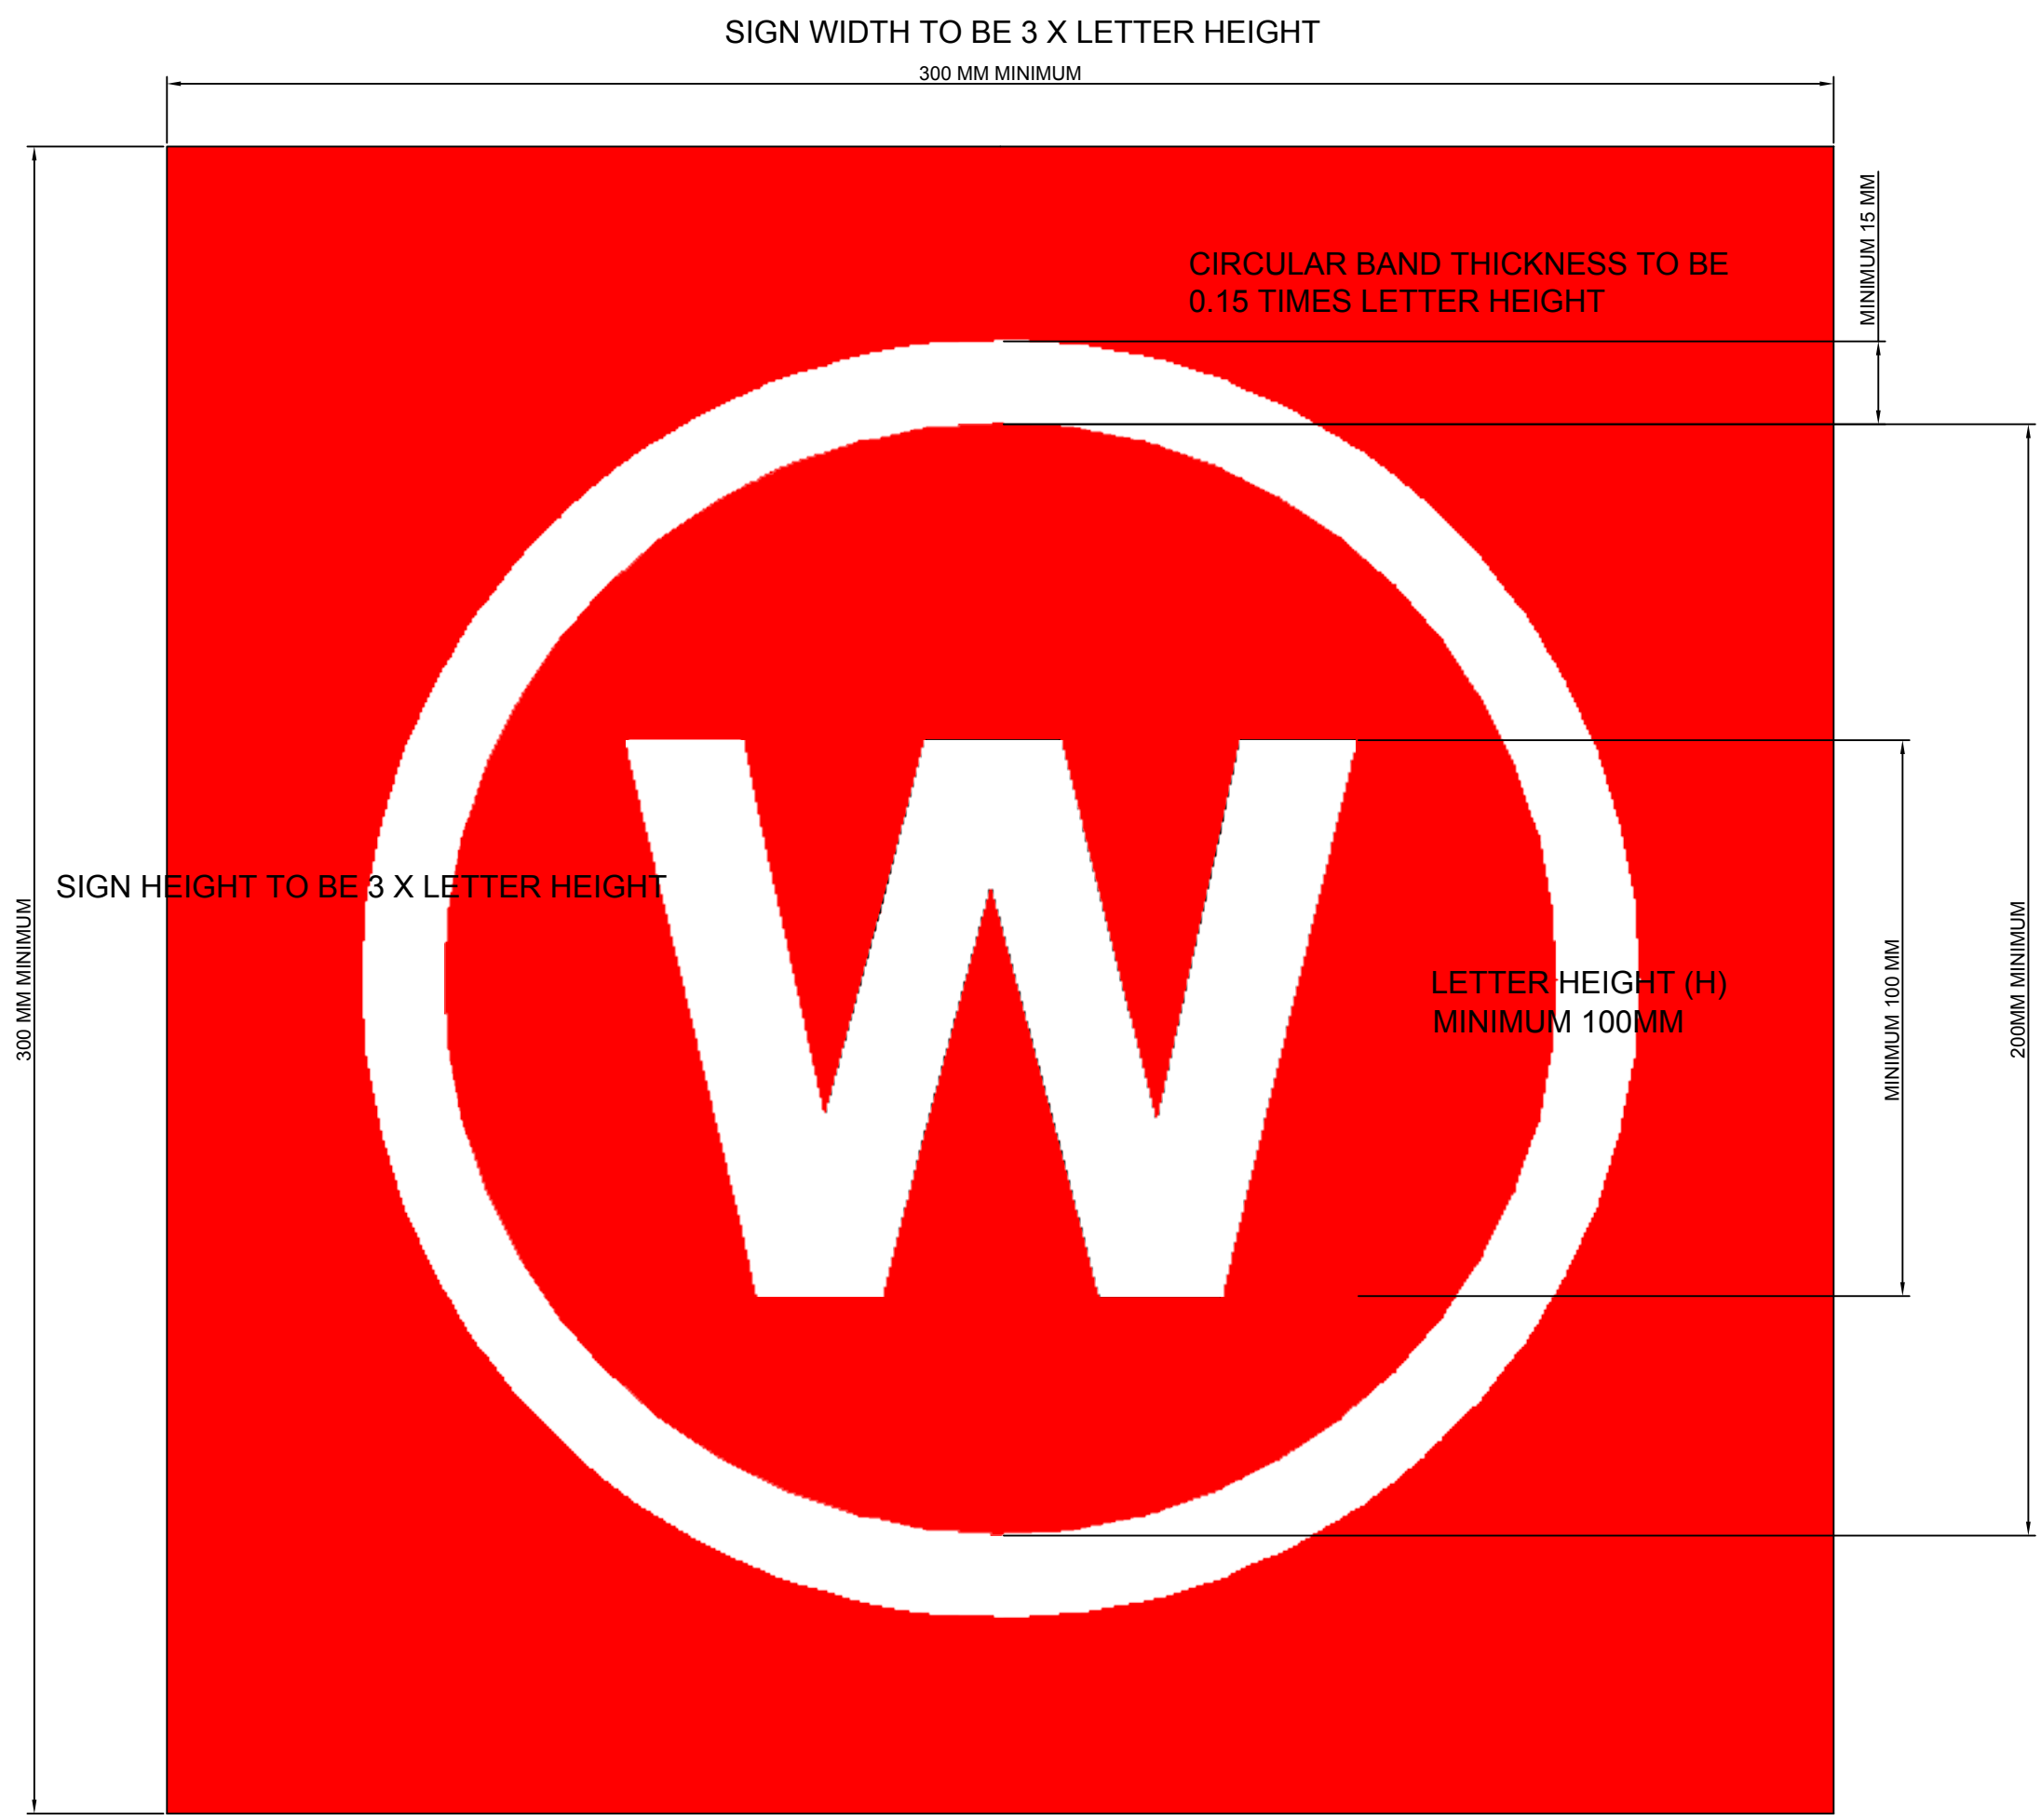 SIGN WIDTH TO BE 3 X LETTER HEIGHT
300 MM MINIMUM
MINIMUM 15 MM
CIRCULAR BAND THICKNESS TO BE
0.15 TIMES LETTER HEIGHT
W
SIGN HEIGHT TO BE 3 X LETTER HEIGHT
300 MM MINIMUM
LETTER HEIGHT (H)
MINIMUM 100MM
MINIMUM 100 MM
200MM MINIMUM